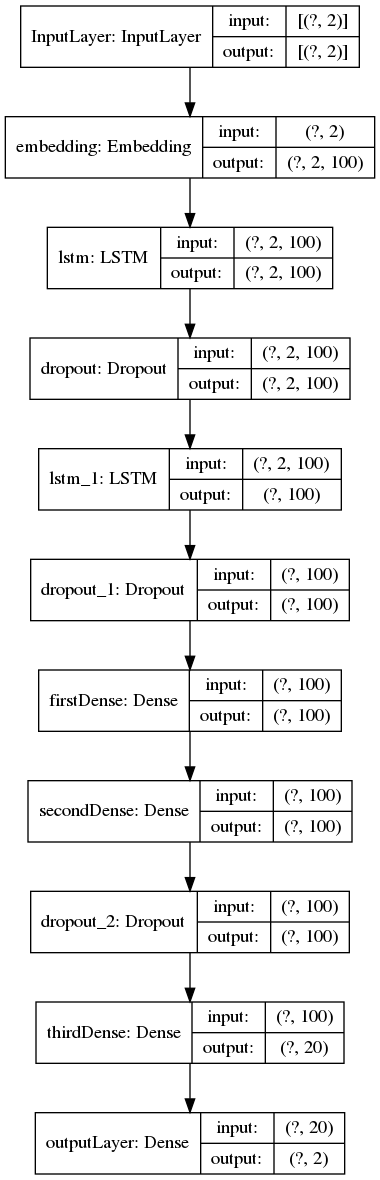 InputLayer: InputLayer
input: [(?, 2)]
output: [(?, 2)]
embedding: Embedding
input: (?, 2)
output: (?, 2, 100)
lstm: LSTM
input: (?, 2, 100)
output: (?, 2, 100)
dropout: Dropout
input: (?, 2, 100)
output: (?, 2, 100)
lstm_1: LSTM
input: (?, 2, 100)
output: (?, 100)
dropout_1: Dropout
input: (?, 100)
output: (?, 100)
firstDense: Dense
input: (?, 100)
output: (?, 100)
secondDense: Dense
input: (?, 100)
output: (?, 100)
dropout_2: Dropout
input: (?, 100)
output: (?, 100)
thirdDense: Dense
input: (?, 100)
output: (?, 20)
outputLayer: Dense
input: (?, 20)
output: (?, 2)